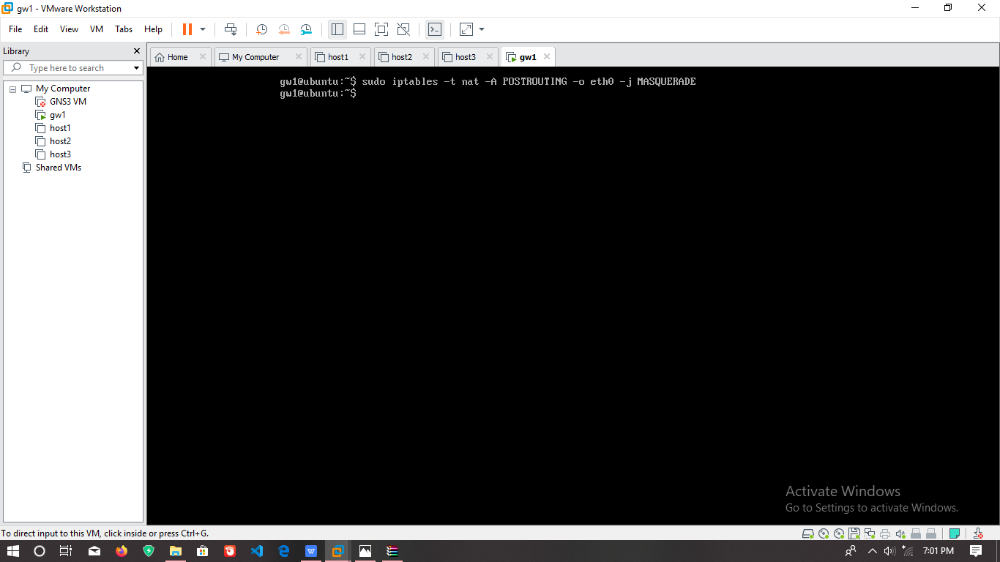 gw1 - VMware Workstation
File Edit View VM Tabs Help
Library
Type here to search
My Computer
GNS3 VM
gw1
host1
host2
host3
Shared VMs
Home My Computer host1 host2 host3 gw1
gw1@ubuntu:~$ sudo iptables -t nat -A POSTROUTING -o eth0 -j MASQUERADE
gw1@ubuntu:~$
Activate Windows
Go to Settings to activate Windows.
To direct input to this VM, click inside or press Ctrl+G.
7:01 PM